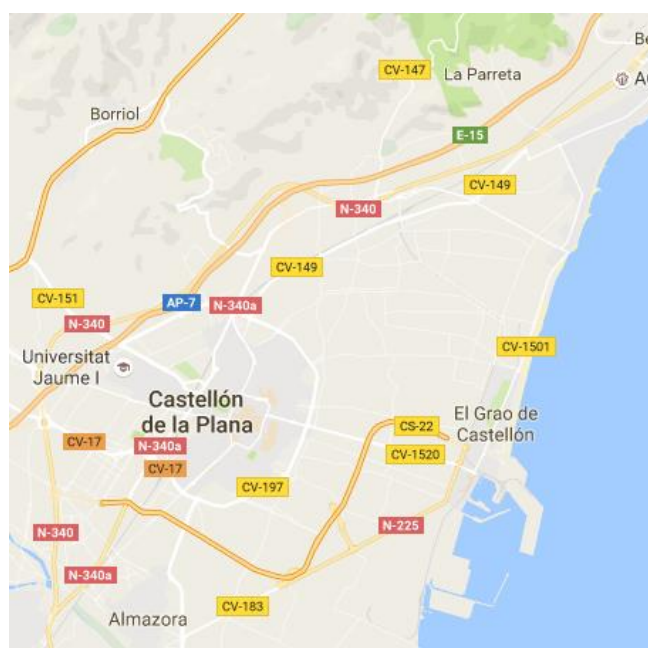 Be
CV-147
La Parreta
AU
Borriol
E-15
CV-149
N-340
CV-149
CV-151
AP-7
N-340a
N-340
CV-1501
Universitat
Jaume I
Castellón
de la Plana
El Grao de
Castellón
CS-22
CV-17
N-340a
CV-1520
CV-17
CV-197
N-225
N-340
N-340a
CV-183
Almazora